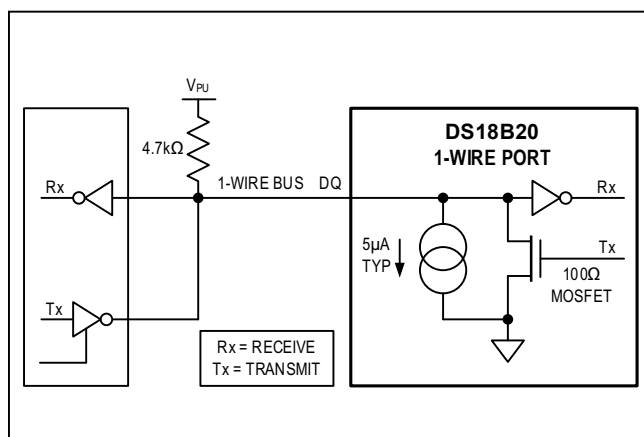 VPU
4.7kΩ
Rx
1-WIRE BUS DQ
Tx
Rx = RECEIVE
Tx = TRANSMIT
DS18B20
1-WIRE PORT
Rx
5µA
TYP
Tx
100Ω
MOSFET